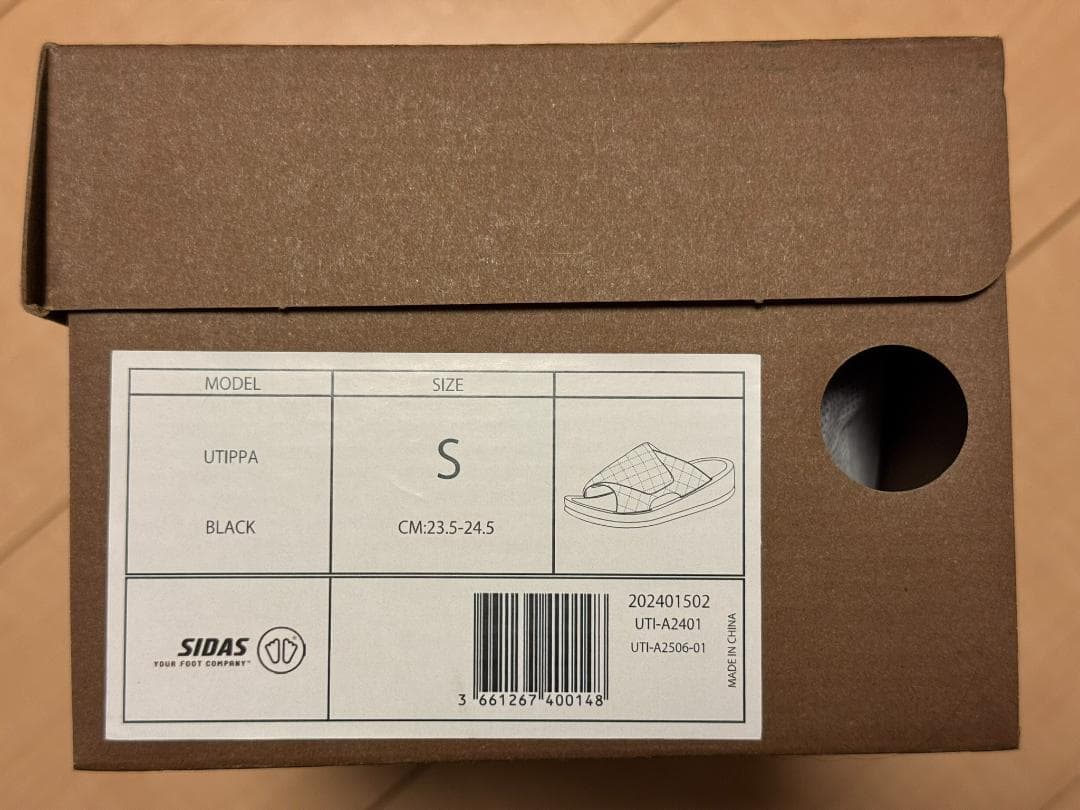 MODEL
SIZE
UTIPPA
S
BLACK
CM:23.5-24.5
SIDAS
YOUR FOOT COMPANY™
202401502
UTI-A2401
UTI-A2506-01
MADE IN CHINA
3 661267 400148